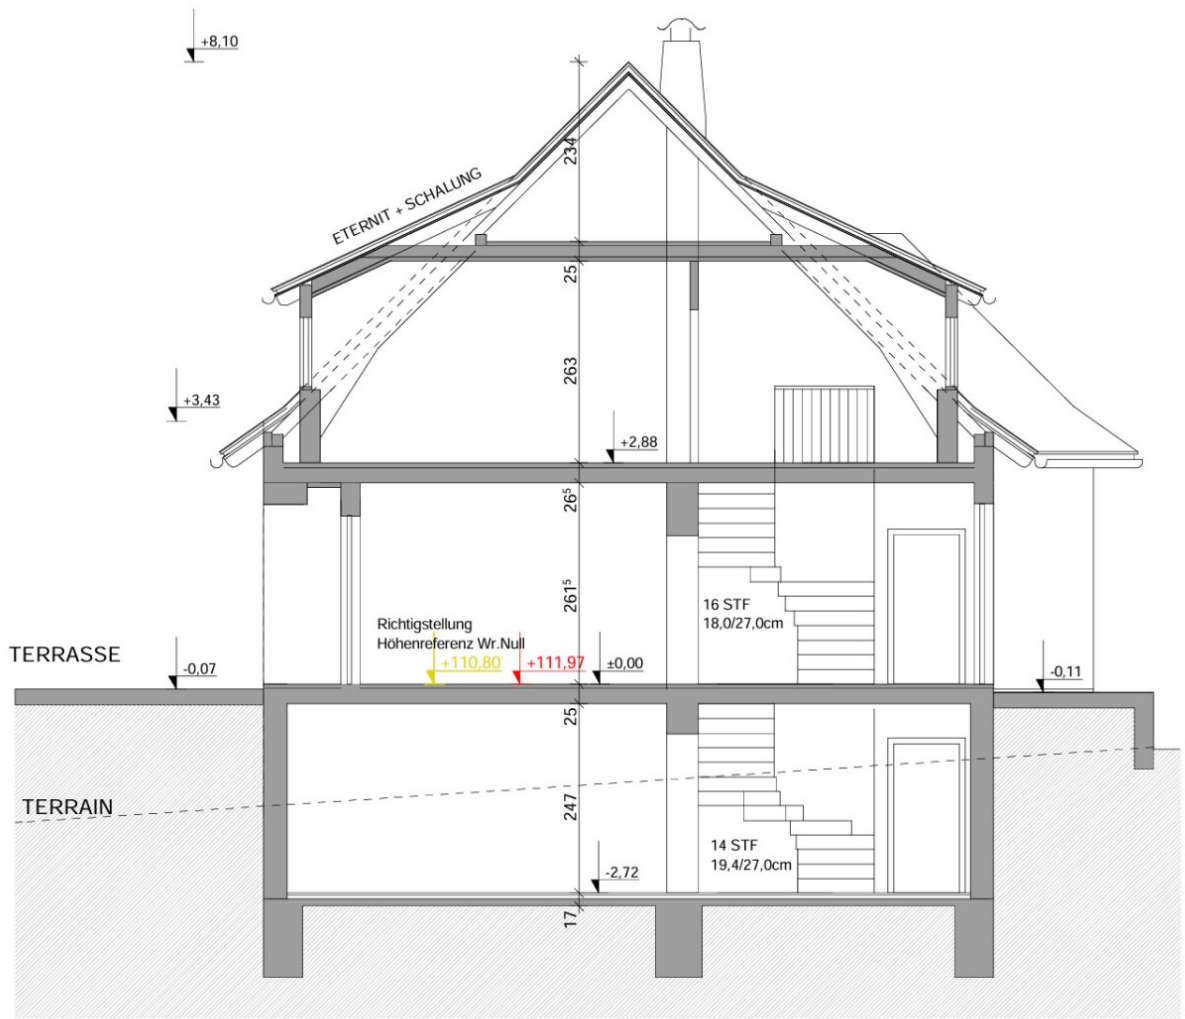 +8,10
234
ETERNIT + SCHALUNG
25
263
+3,43
+2,88
26⁵
261⁵
16 STF
18,0/27,0cm
Richtigstellung
Höhenreferenz Wr.Null
TERRASSE
-0,07
+110,80
+111,97
±0,00
-0,11
25
TERRAIN
247
14 STF
19,4/27,0cm
-2,72
17